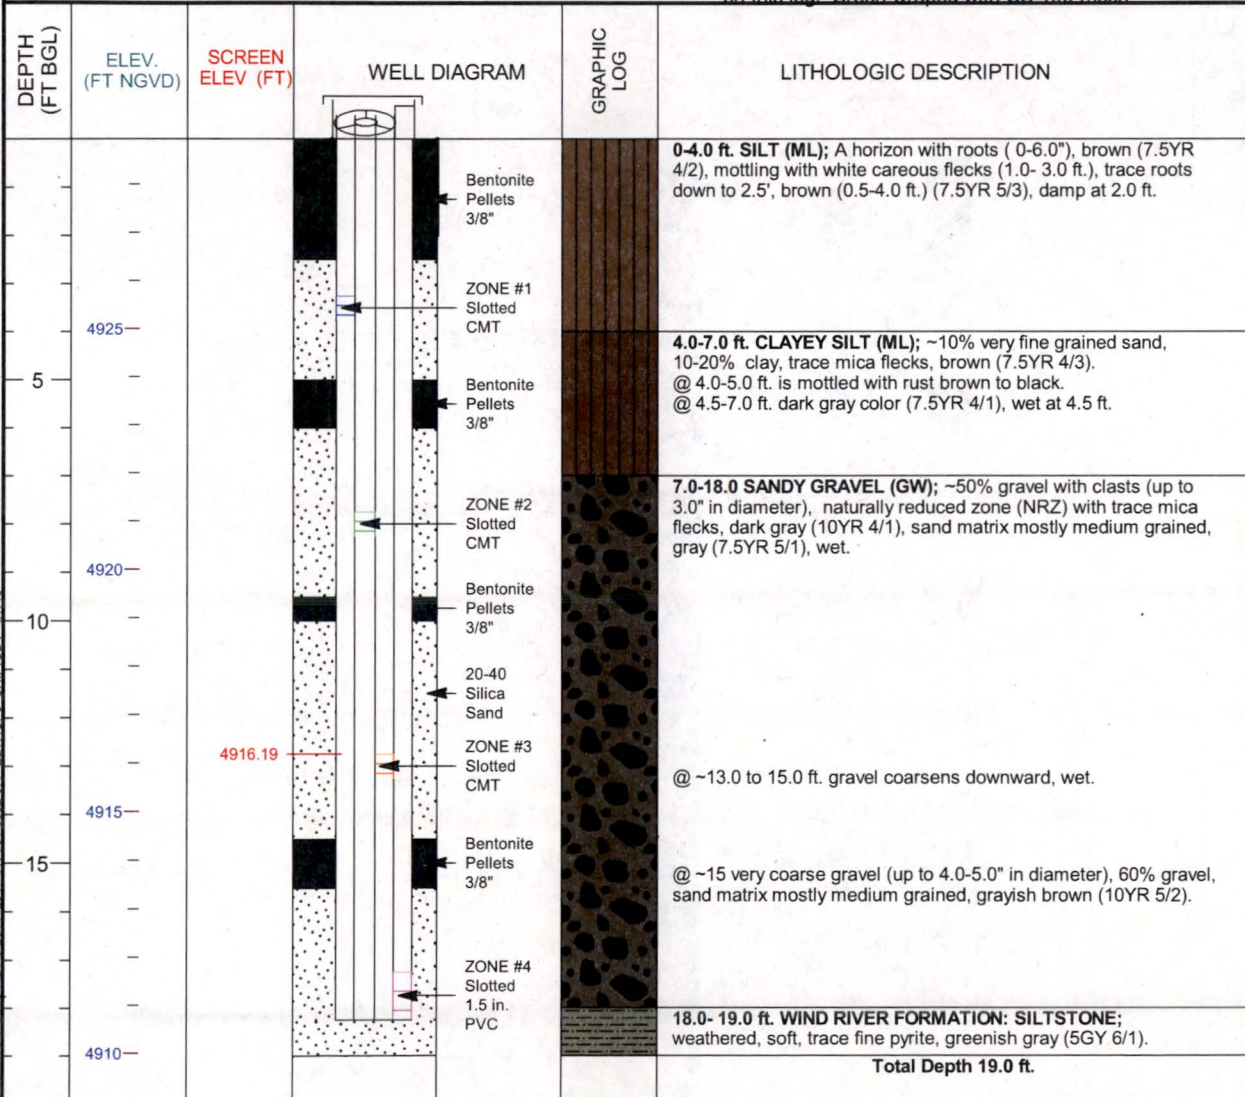 DEPTH
(FT BGL)
ELEV.
(FT NGVD)
SCREEN
ELEV (FT)
WELL DIAGRAM
GRAPHIC
LOG
LITHOLOGIC DESCRIPTION
0-4.0 ft. SILT (ML); A horizon with roots ( 0-6.0"), brown (7.5YR
4/2), mottling with white careous flecks (1.0- 3.0 ft.), trace roots
down to 2.5', brown (0.5-4.0 ft.) (7.5YR 5/3), damp at 2.0 ft.
Bentonite
Pellets
3/8"
ZONE #1
Slotted
CMT
4925
4.0-7.0 ft. CLAYEY SILT (ML); ~10% very fine grained sand,
10-20% clay, trace mica flecks, brown (7.5YR 4/3).
@ 4.0-5.0 ft. is mottled with rust brown to black.
@ 4.5-7.0 ft. dark gray color (7.5YR 4/1), wet at 4.5 ft.
5
Bentonite
Pellets
3/8"
7.0-18.0 SANDY GRAVEL (GW); ~50% gravel with clasts (up to
3.0" in diameter), naturally reduced zone (NRZ) with trace mica
flecks, dark gray (10YR 4/1), sand matrix mostly medium grained,
gray (7.5YR 5/1), wet.
ZONE #2
Slotted
CMT
4920
Bentonite
Pellets
3/8"
10
20-40
Silica
Sand
4916.19
ZONE #3
Slotted
CMT
@ ~13.0 to 15.0 ft. gravel coarsens downward, wet.
4915
Bentonite
Pellets
3/8"
15
@ ~15 very coarse gravel (up to 4.0-5.0" in diameter), 60% gravel,
sand matrix mostly medium grained, grayish brown (10YR 5/2).
ZONE #4
Slotted
1.5 in.
PVC
18.0- 19.0 ft. WIND RIVER FORMATION: SILTSTONE;
weathered, soft, trace fine pyrite, greenish gray (5GY 6/1).
4910
Total Depth 19.0 ft.